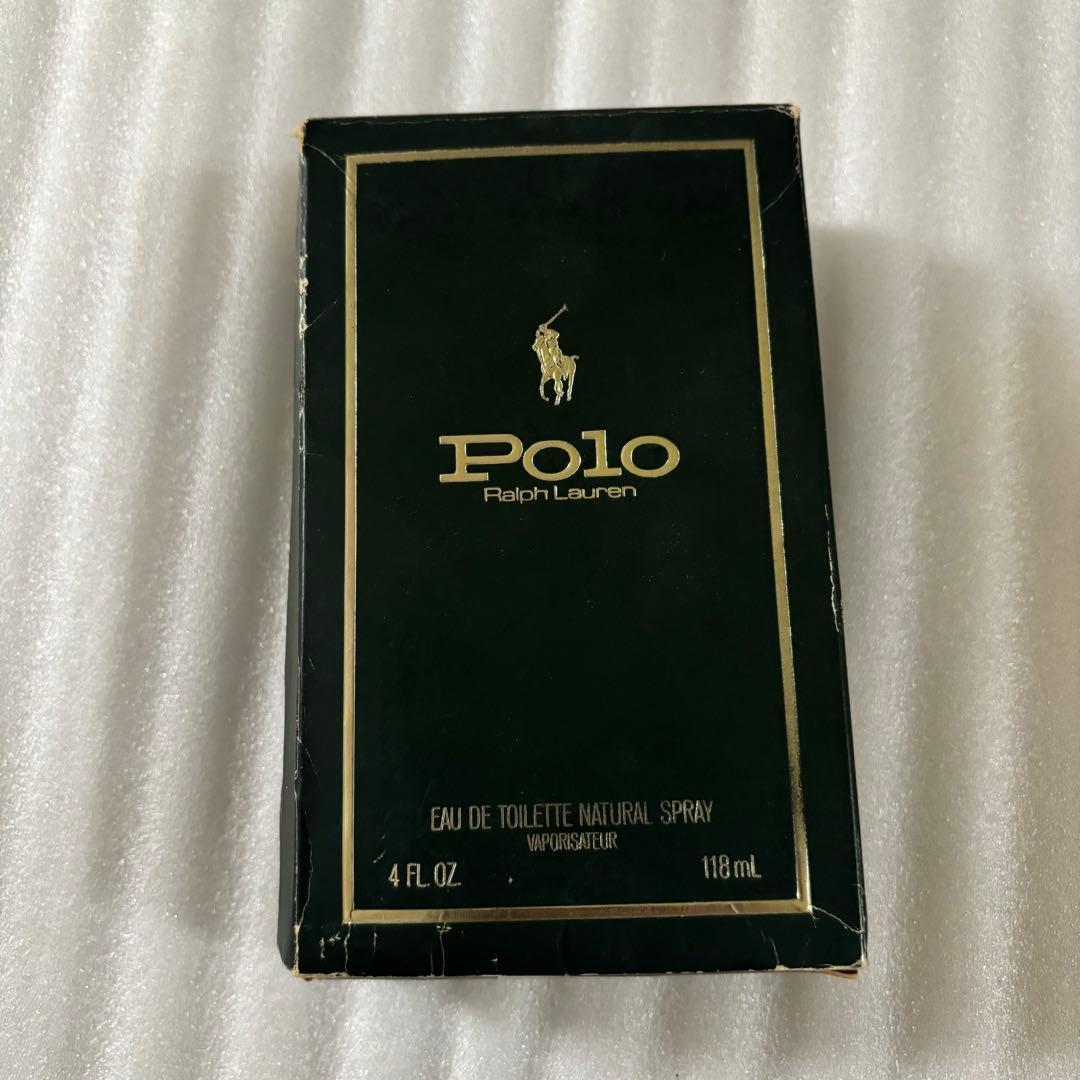 Polo
Ralph Lauren
EAU DE TOILETTE NATURAL SPRAY
VAPORISATEUR
4 FL. OZ. 118 mL